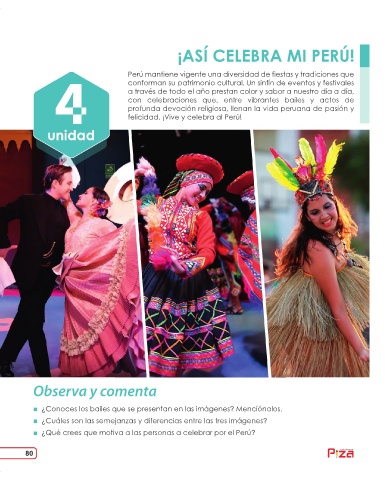 ¡ASÍ CELEBRA MI PERÚ!
Perú mantiene vigente una diversidad de fiestas y tradiciones que
conforman su patrimonio cultural. Un sinfín de eventos y festivales
a través de todo el año prestan color y sabor a nuestro día a día,
con celebraciones que, entre vibrantes bailes y actos de
profunda devoción religiosa, llenan la vida peruana de pasión y
felicidad. ¡Vive y celebra al Perú!
4
unidad
Observa y comenta
¿Conoces los bailes que se presentan en las imágenes? Menciónalos.
¿Cuáles son las semejanzas y diferencias entre las tres imágenes?
¿Qué crees que motiva a las personas a celebrar por el Perú?
80
Pizá